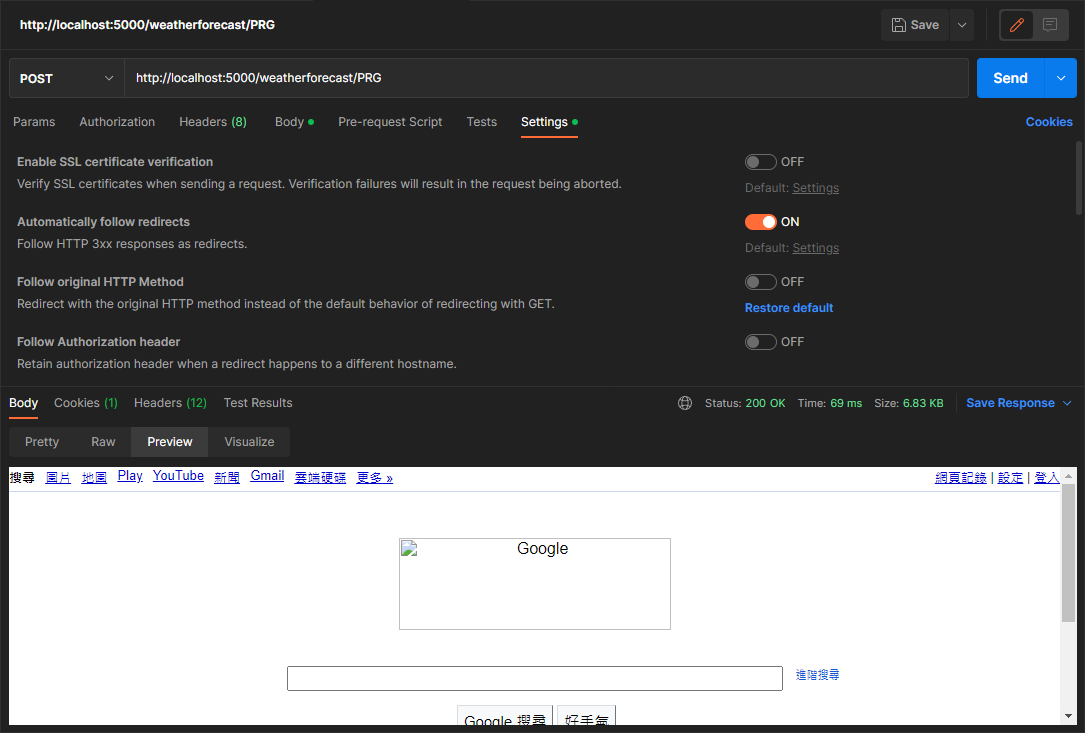 http://localhost:5000/weatherforecast/PRG Save
POST http://localhost:5000/weatherforecast/PRG Send
Params Authorization Headers (8) Body Pre-request Script Tests Settings Cookies
Enable SSL certificate verification OFF
Verify SSL certificates when sending a request. Verification failures will result in the request being aborted. Default: Settings
Automatically follow redirects ON
Follow HTTP 3xx responses as redirects. Default: Settings
Follow original HTTP Method OFF
Redirect with the original HTTP method instead of the default behavior of redirecting with GET. Restore default
Follow Authorization header OFF
Retain authorization header when a redirect happens to a different hostname.
Body Cookies (1) Headers (12) Test Results Status: 200 OK Time: 69 ms Size: 6.83 KB Save Response
Pretty Raw Preview Visualize
搜尋 圖片 地圖 Play YouTube 新聞 Gmail 雲端硬碟 更多 » 網頁記錄 | 設定 | 登入
Google
進階搜尋
Google 搜尋 好手氣